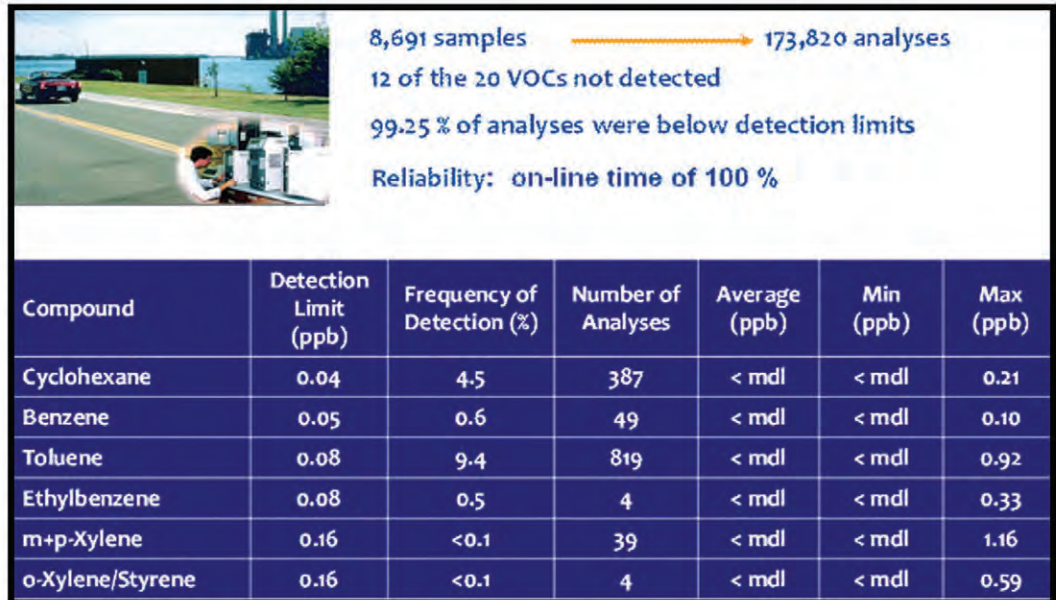 8,691 samples → 173,820 analyses
12 of the 20 VOCs not detected
99.25 % of analyses were below detection limits
Reliability: on-line time of 100 %
Compound Detection Limit (ppb) Frequency of Detection (%) Number of Analyses Average (ppb) Min (ppb) Max (ppb)
Cyclohexane 0.04 4.5 387 < mdl < mdl 0.21
Benzene 0.05 0.6 49 < mdl < mdl 0.10
Toluene 0.08 9.4 819 < mdl < mdl 0.92
Ethylbenzene 0.08 0.5 4 < mdl < mdl 0.33
m+p-Xylene 0.16 <0.1 39 < mdl < mdl 1.16
o-Xylene/Styrene 0.16 <0.1 4 < mdl < mdl 0.59